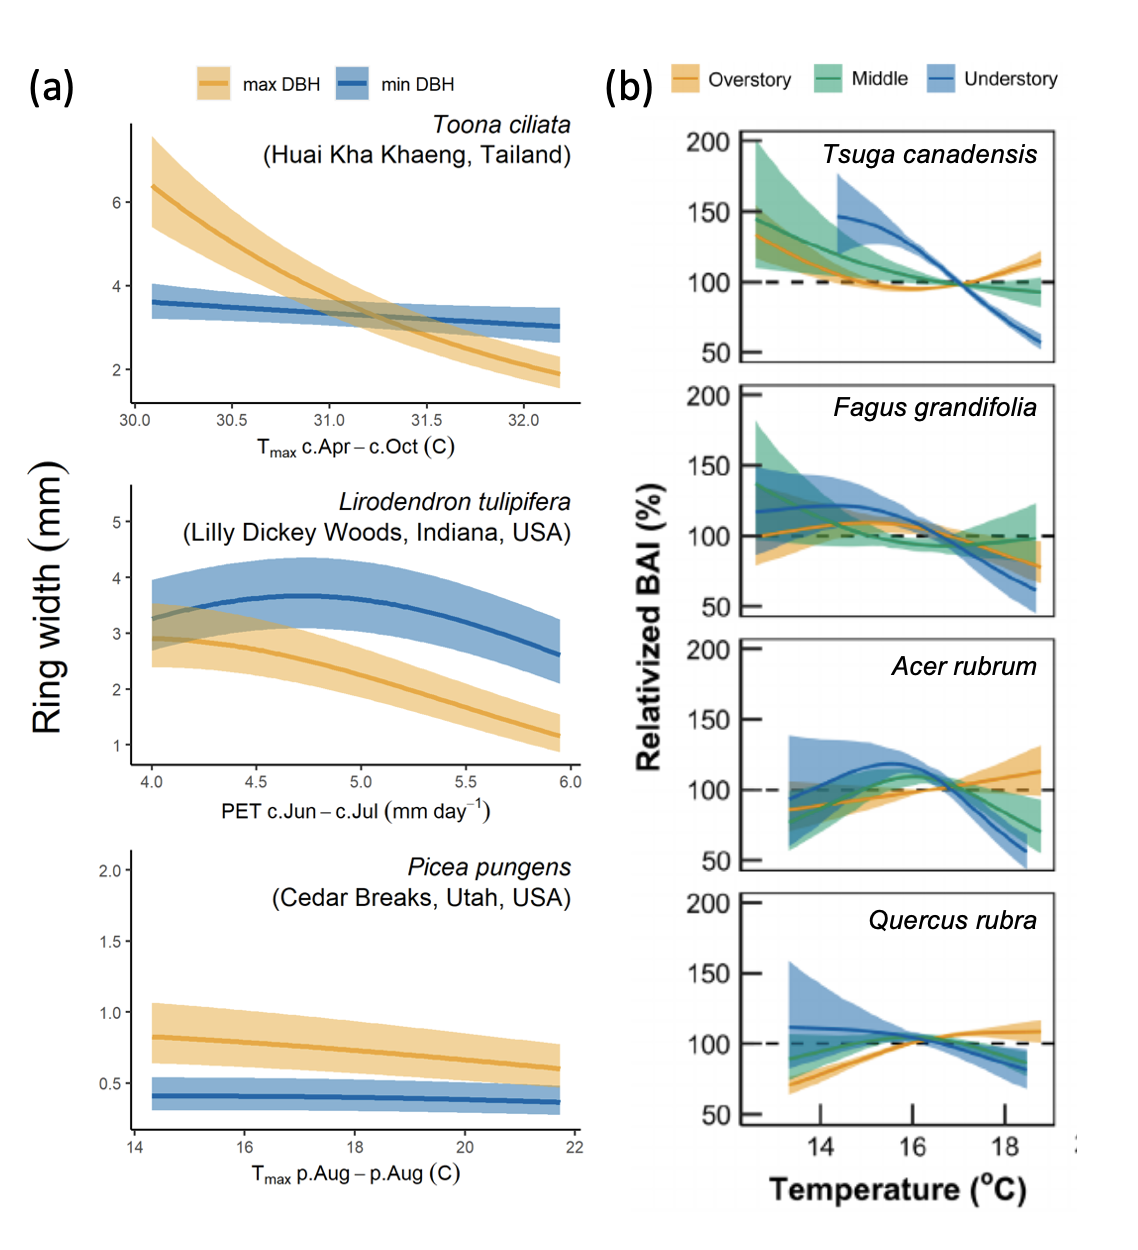 (a)
max DBH
min DBH
Toona ciliata
(Huai Kha Khaeng, Tailand)
6
4
2
30.0
30.5
31.0
31.5
32.0
Tmax c.Apr – c.Oct (C)
Ring width (mm)
Lirodendron tulipifera
(Lilly Dickey Woods, Indiana, USA)
5
4
3
2
1
4.0
4.5
5.0
5.5
6.0
PET c.Jun – c.Jul (mm day−1)
Picea pungens
(Cedar Breaks, Utah, USA)
2.0
1.5
1.0
0.5
14
16
18
20
22
Tmax p.Aug – p.Aug (C)
(b)
Overstory
Middle
Understory
Tsuga canadensis
200
150
100
50
Fagus grandifolia
200
150
100
50
Relativized BAI (%)
Acer rubrum
200
150
100
50
Quercus rubra
200
150
100
50
14
16
18
Temperature (oC)